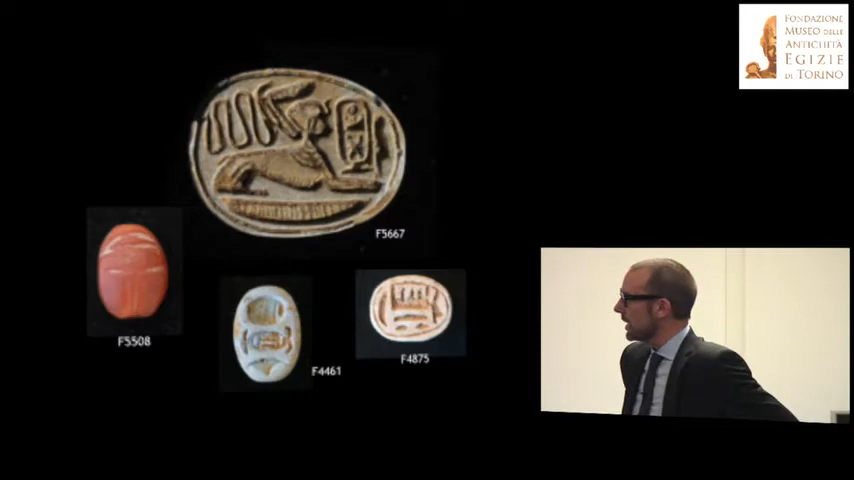 FONDAZIONE
MUSEO DELLE
ANTICHITÀ
EGIZIE
DI TORINO
F5667
F5508
F4461
F4875